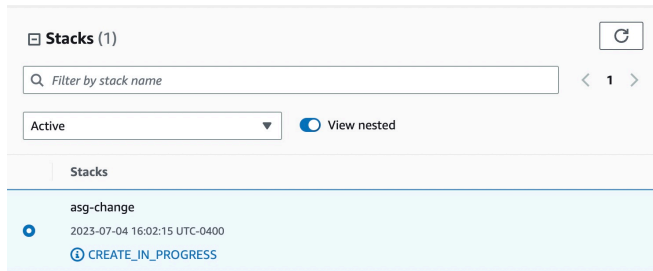 Stacks (1)
Filter by stack name
1
Active
View nested
Stacks
asg-change
2023-07-04 16:02:15 UTC-0400
CREATE_IN_PROGRESS